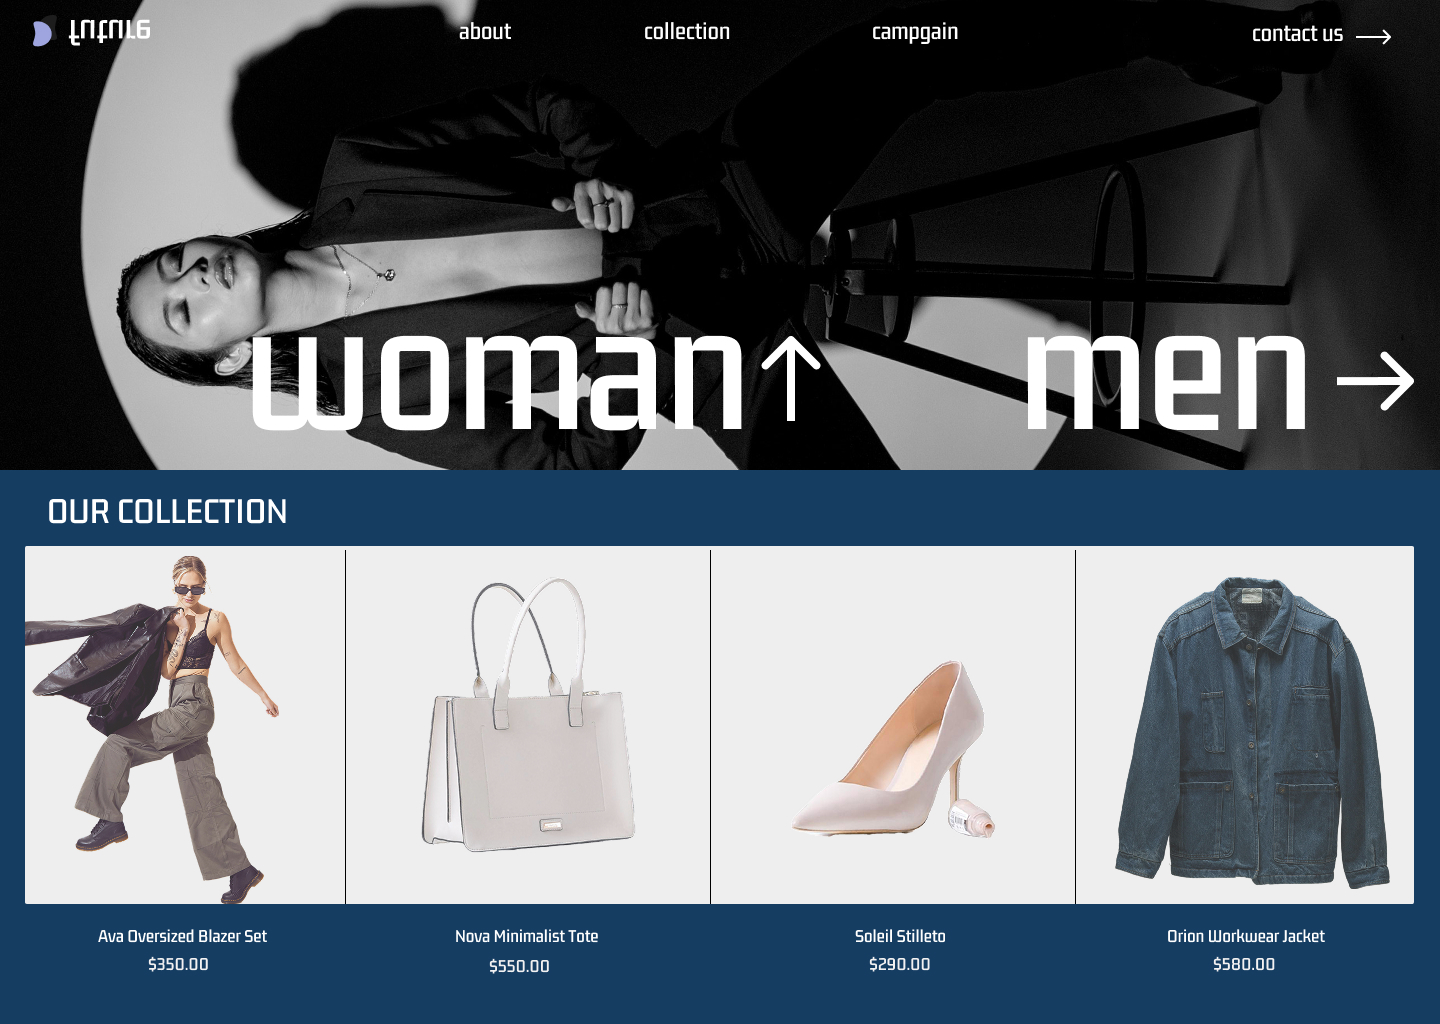 about
collection
campgain
contact us
woman
men
OUR COLLECTION
Ava Oversized Blazer Set
$350.00
Nova Minimalist Tote
$550.00
Soleil Stilleto
$290.00
Orion Workwear Jacket
$580.00